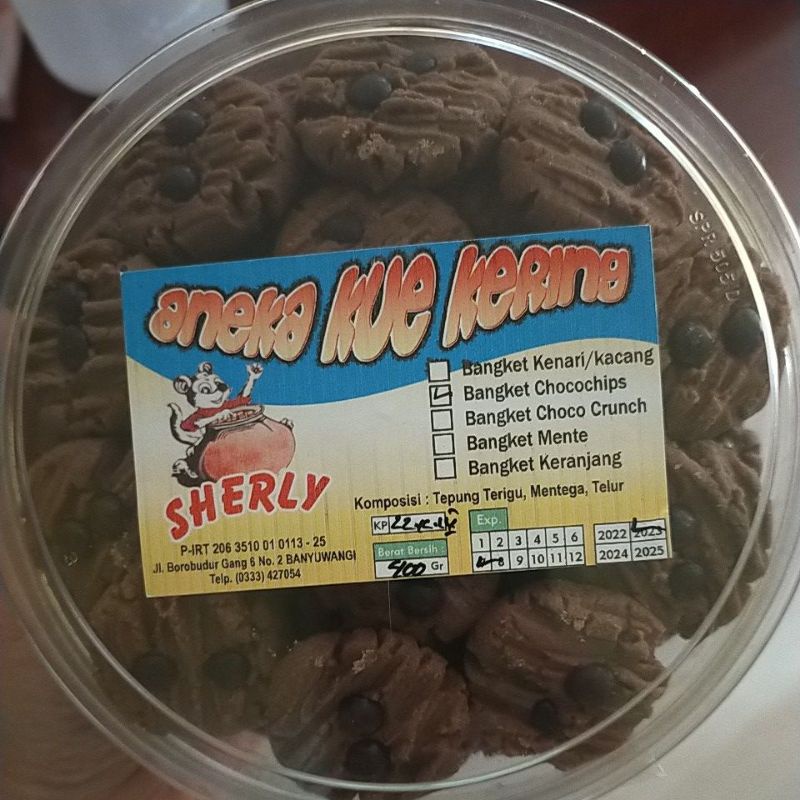 aneka KUE KERING
Bangket Kenari/kacang
Bangket Chocochips
Bangket Choco Crunch
Bangket Mente
Bangket Keranjang
SHERLY
Komposisi : Tepung Terigu, Mentega, Telur
P-IRT 206 3510 01 0113 - 25
Jl. Borobudur Gang 6 No. 2 BANYUWANGI
Telp. (0333) 427054
KP
Berat Bersih :
400 Gr
Exp.
1 2 3 4 5 6
8 9 10 11 12
2022 2023
2024 2025